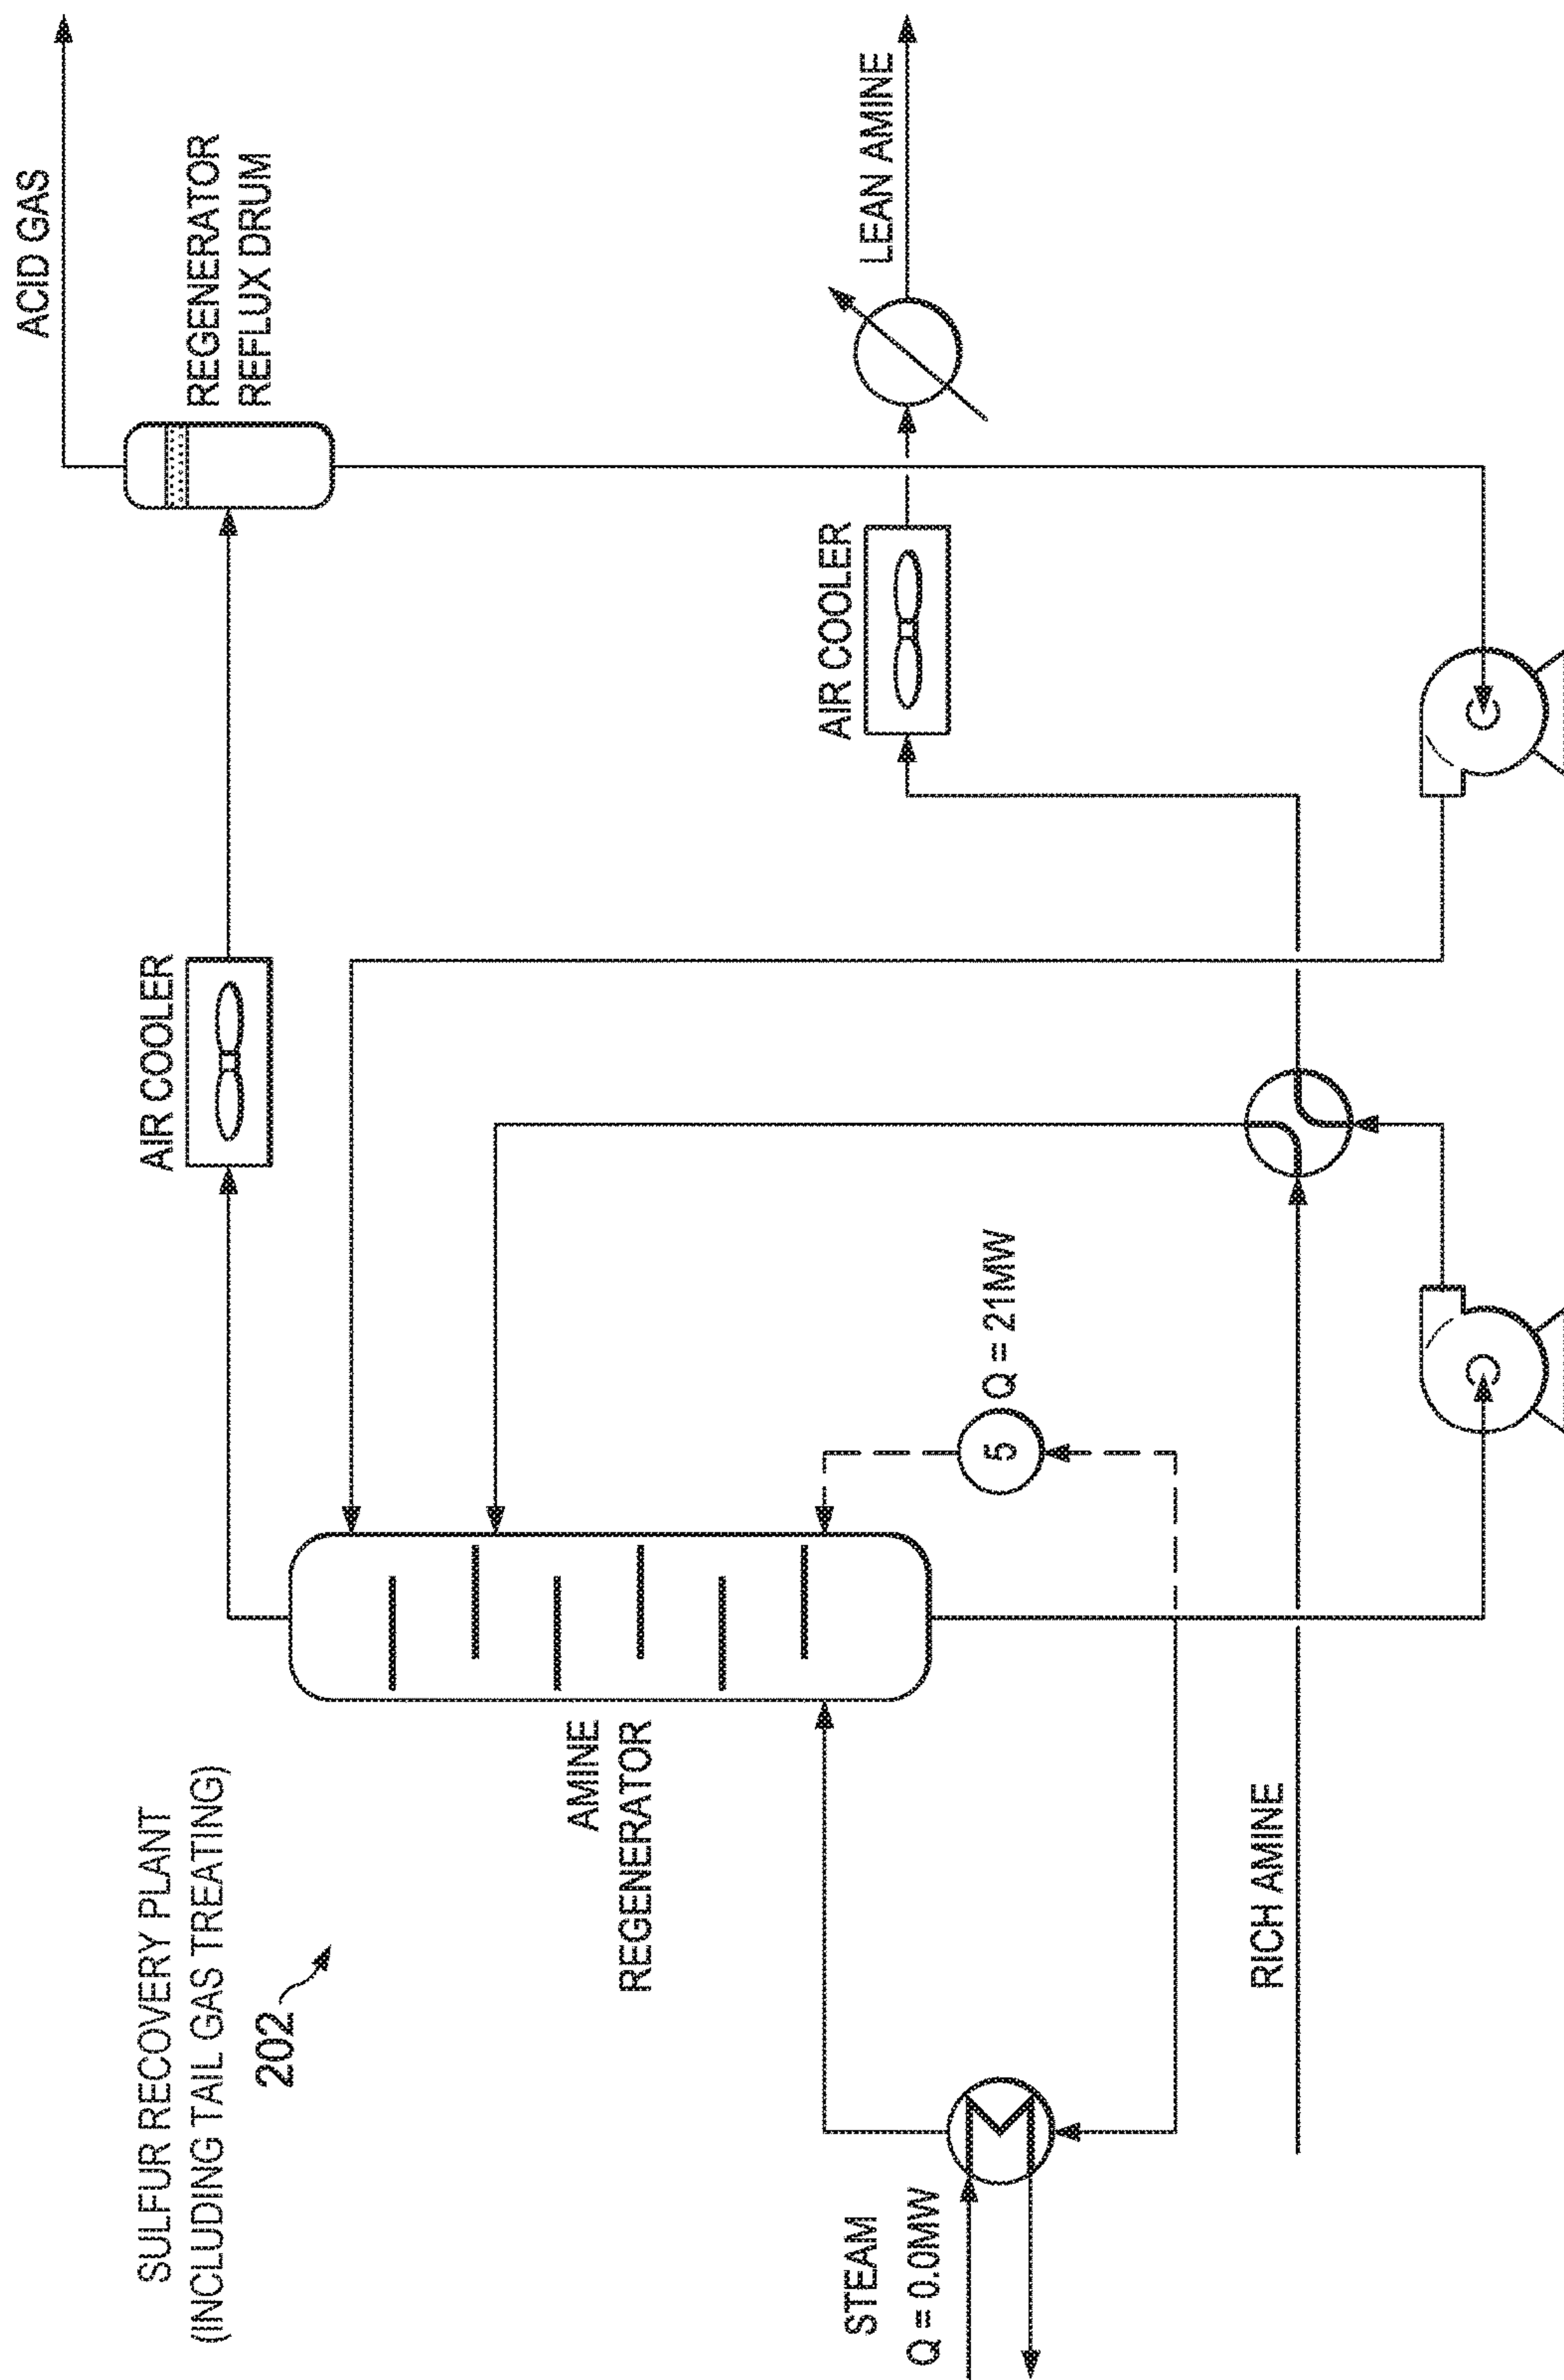 SULFUR RECOVERY PLANT
(INCLUDING TAIL GAS TREATING)
202
ACID GAS
AIR COOLER
REGENERATOR
REFLUX DRUM
AMINE
REGENERATOR
AIR COOLER
LEAN AMINE
STEAM
Q = 0.0MW
5
Q = 21MW
RICH AMINE